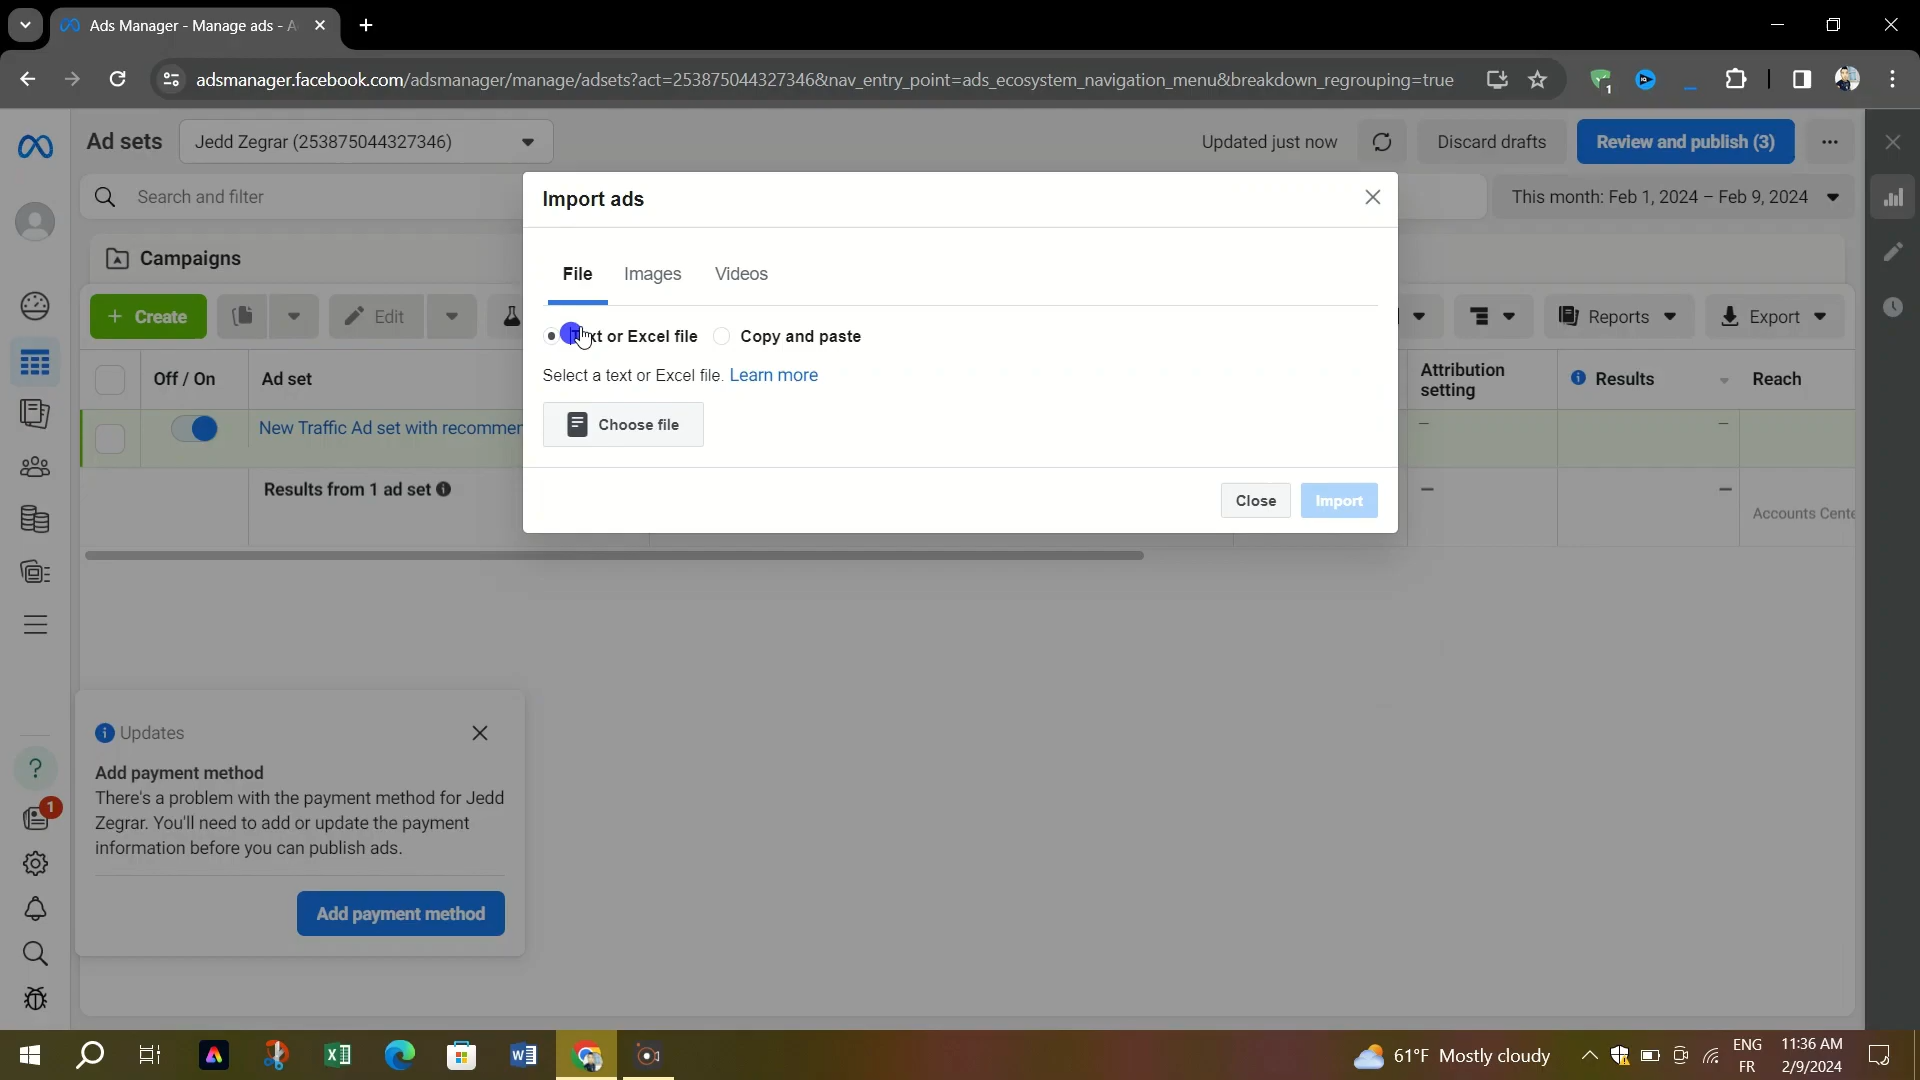 Ads Manager - Manage ads - A
adsmanager.facebook.com/adsmanager/manage/adsets?act=253875044327346&nav_entry_point=ads_ecosystem_navigation_menu&breakdown_regrouping=true
1
Ad sets
Jedd Zegrar (253875044327346)
Updated just now
Discard drafts
Review and publish (3)
Search and filter
This month: Feb 1, 2024 – Feb 9, 2024
Campaigns
+ Create
Edit
Reports
Export
Off / On
Ad set
Attribution
setting
Results
Reach
New Traffic Ad set with recommen
—
—
Results from 1 ad set
—
—
Accounts Cente
Import ads
File
Images
Videos
Text or Excel file
Copy and paste
Select a text or Excel file. Learn more
Choose file
Close
Import
Updates
Add payment method
There's a problem with the payment method for Jedd
Zegrar. You'll need to add or update the payment
information before you can publish ads.
Add payment method
?
1
61°F Mostly cloudy
ENG
FR
11:36 AM
2/9/2024